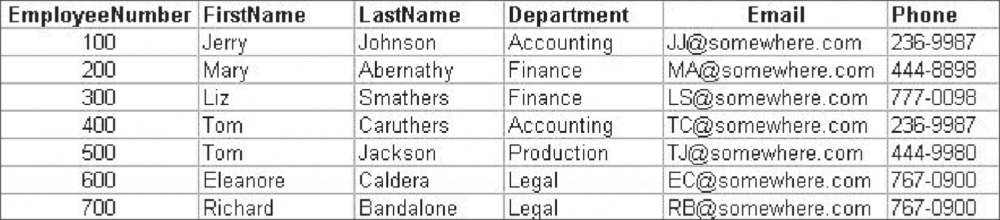 EmployeeNumber FirstName LastName Department Email Phone
100 Jerry Johnson Accounting JJ@somewhere.com 236-9987
200 Mary Abernathy Finance MA@somewhere.com 444-8898
300 Liz Smathers Finance LS@somewhere.com 777-0098
400 Tom Caruthers Accounting TC@somewhere.com 236-9987
500 Tom Jackson Production TJ@somewhere.com 444-9980
600 Eleanore Caldera Legal EC@somewhere.com 767-0900
700 Richard Bandalone Legal RB@somewhere.com 767-0900